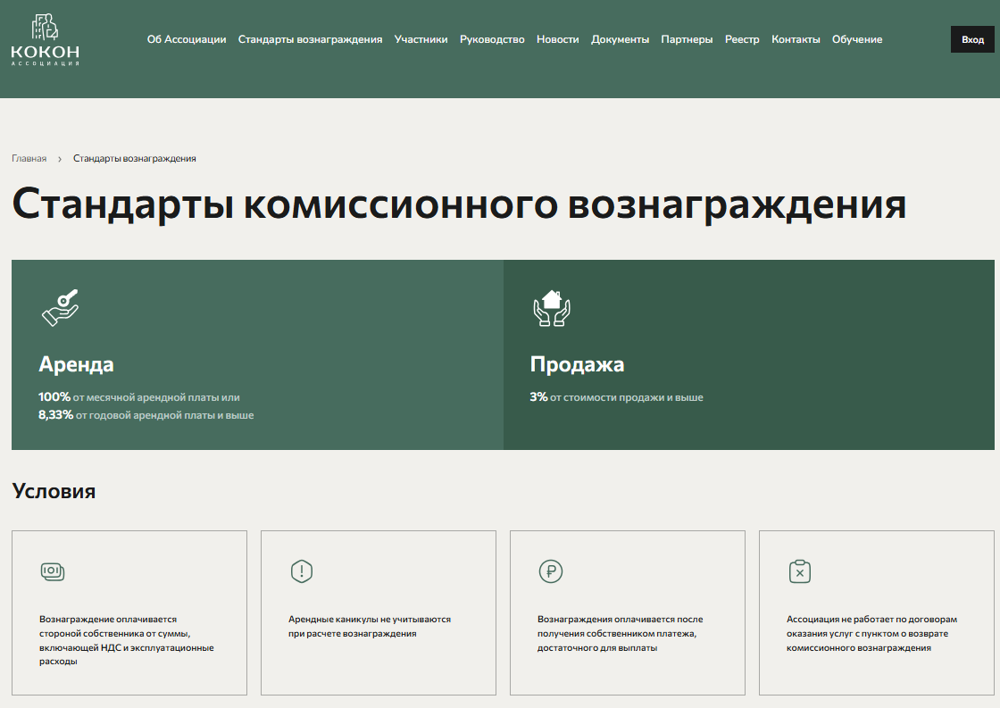 КОКОН
АССОЦИАЦИЯ
Об Ассоциации Стандарты вознаграждения Участники Руководство Новости Документы Партнеры Реестр Контакты Обучение
Вход
Главная › Стандарты вознаграждения
Стандарты комиссионного вознаграждения
Аренда
100% от месячной арендной платы или
8,33% от годовой арендной платы и выше
Продажа
3% от стоимости продажи и выше
Условия
Вознаграждение оплачивается
стороной собственника от суммы,
включающей НДС и эксплуатационные
расходы
Арендные каникулы не учитываются
при расчете вознаграждения
Вознаграждения оплачивается после
получения собственником платежа,
достаточного для выплаты
Ассоциация не работает по договорам
оказания услуг с пунктом о возврате
комиссионного вознаграждения